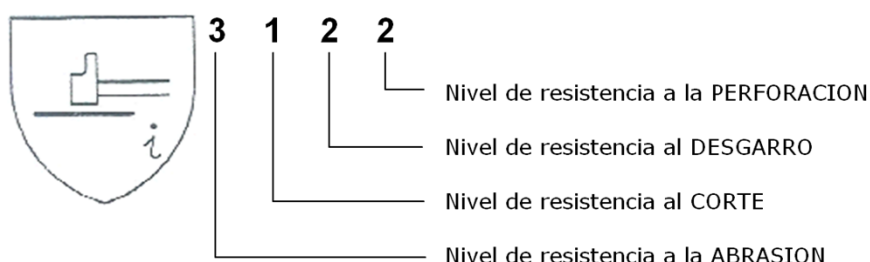 3 1 2 2
Nivel de resistencia a la PERFORACION
Nivel de resistencia al DESGARRO
Nivel de resistencia al CORTE
Nivel de resistencia a la ABRASION
i